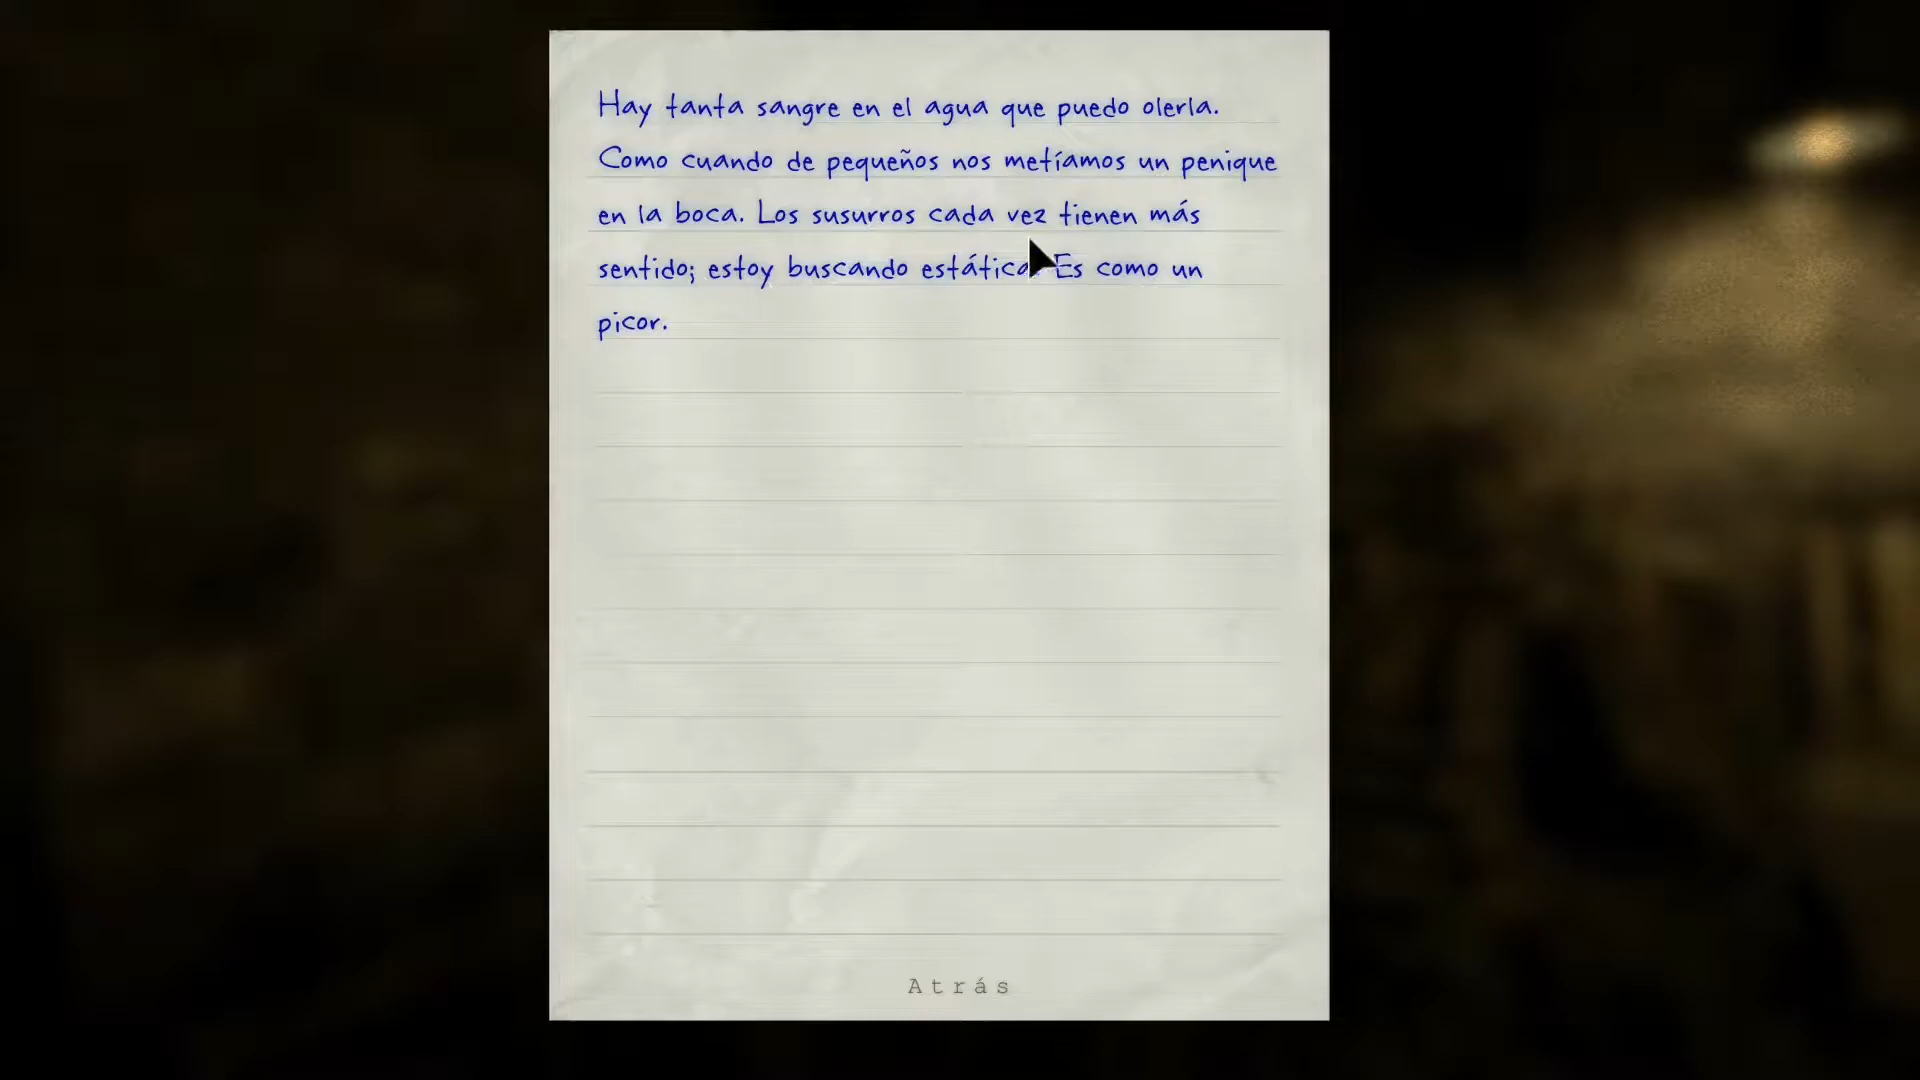 Hay tanta sangre en el agua que puedo olerla.
Como cuando de pequeños nos metíamos un penique
en la boca. Los susurros cada vez tienen más
sentido; estoy buscando estática. Es como un
picor.
Atrás